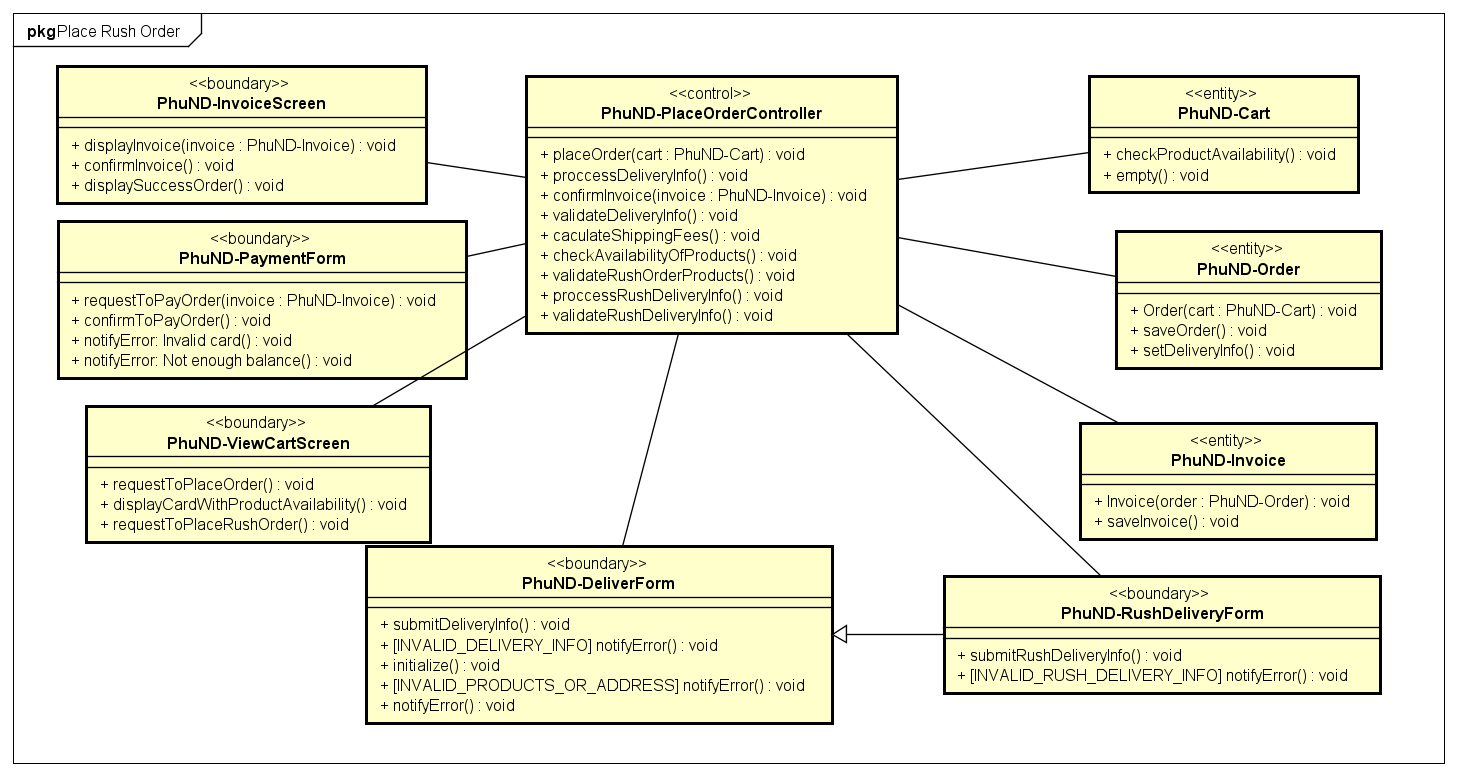 pkg Place Rush Order
<<boundary>>
PhuND-InvoiceScreen
+ displayInvoice(invoice : PhuND-Invoice) : void
+ confirmInvoice() : void
+ displaySuccessOrder() : void
<<boundary>>
PhuND-PaymentForm
+ requestToPayOrder(invoice : PhuND-Invoice) : void
+ confirmToPayOrder() : void
+ notifyError: Invalid card() : void
+ notifyError: Not enough balance() : void
<<boundary>>
PhuND-ViewCartScreen
+ requestToPlaceOrder() : void
+ displayCardWithProductAvailability() : void
+ requestToPlaceRushOrder() : void
<<control>>
PhuND-PlaceOrderController
+ placeOrder(cart : PhuND-Cart) : void
+ proccessDeliveryInfo() : void
+ confirmInvoice(invoice : PhuND-Invoice) : void
+ validateDeliveryInfo() : void
+ caculateShippingFees() : void
+ checkAvailabilityOfProducts() : void
+ validateRushOrderProducts() : void
+ proccessRushDeliveryInfo() : void
+ validateRushDeliveryInfo() : void
<<entity>>
PhuND-Cart
+ checkProductAvailability() : void
+ empty() : void
<<entity>>
PhuND-Order
+ Order(cart : PhuND-Cart) : void
+ saveOrder() : void
+ setDeliveryInfo() : void
<<entity>>
PhuND-Invoice
+ Invoice(order : PhuND-Order) : void
+ saveInvoice() : void
<<boundary>>
PhuND-DeliverForm
+ submitDeliveryInfo() : void
+ [INVALID_DELIVERY_INFO] notifyError() : void
+ initialize() : void
+ [INVALID_PRODUCTS_OR_ADDRESS] notifyError() : void
+ notifyError() : void
<<boundary>>
PhuND-RushDeliveryForm
+ submitRushDeliveryInfo() : void
+ [INVALID_RUSH_DELIVERY_INFO] notifyError() : void